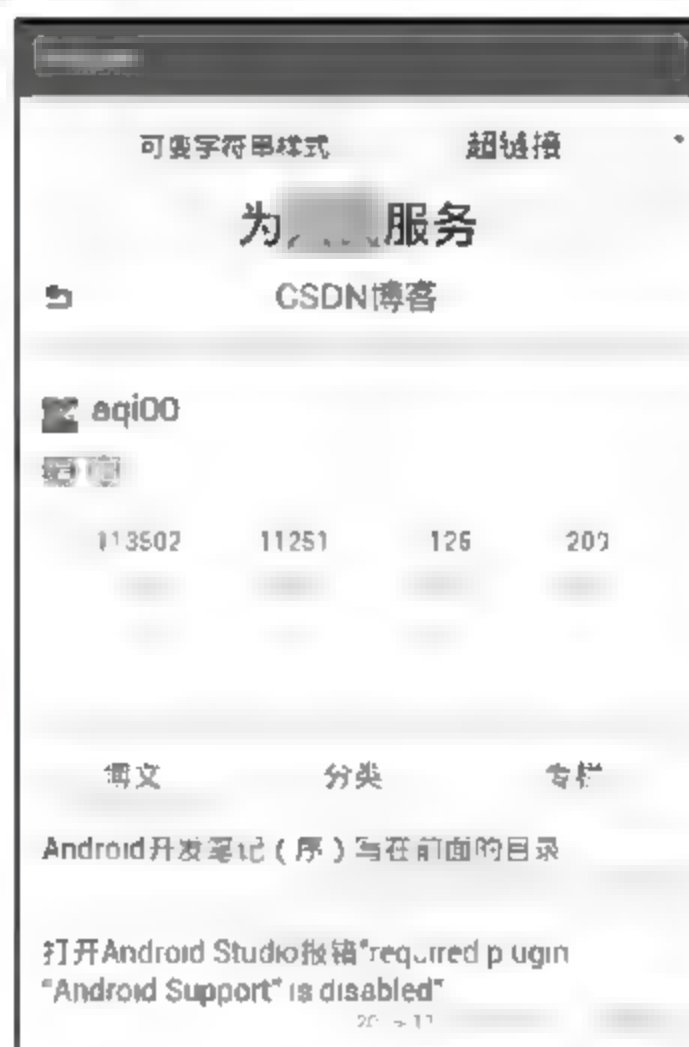 可变字符串样式 超链接
为 服务
CSDN博客
aqi00
113502 11251 126 209
博文 分类 专栏
Android开发笔记（序）写在前面的目录
打开Android Studio报错"required plugin
"Android Support" is disabled"